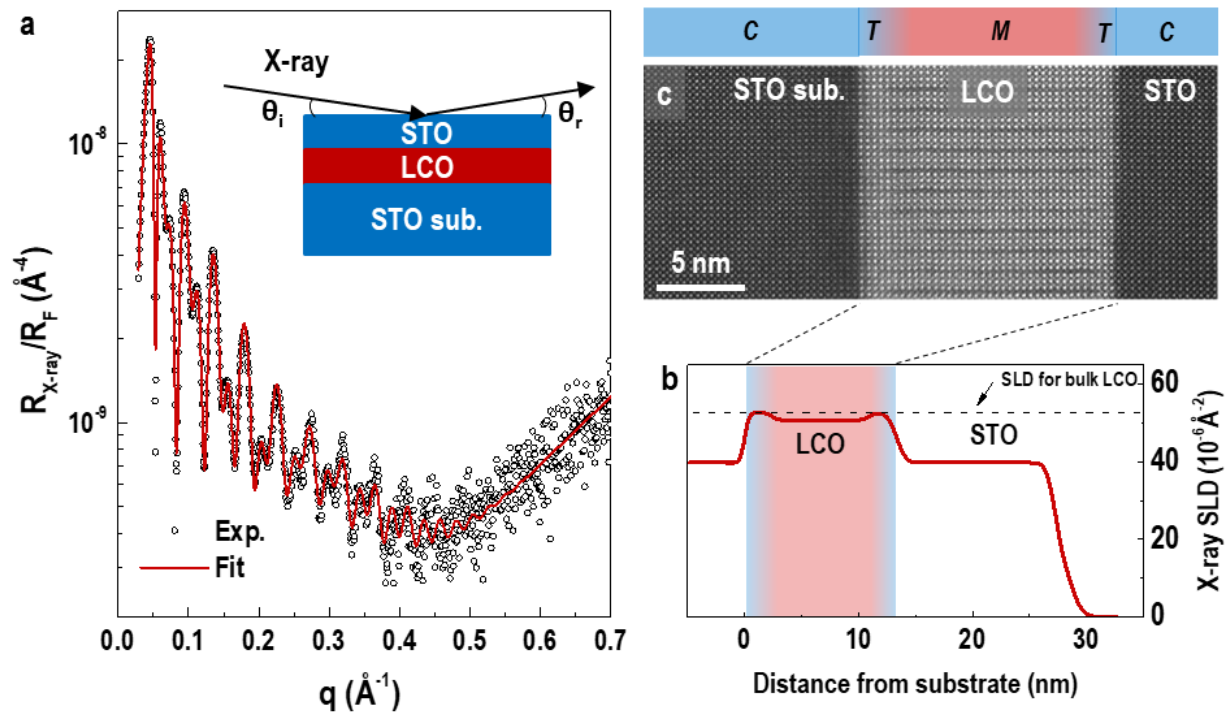 a
X-ray
θi
θr
STO
LCO
STO sub.
10-8
10-9
RX-ray/RF (Å-4)
Exp.
Fit
0.0 0.1 0.2 0.3 0.4 0.5 0.6 0.7
q (Å-1)
C T M T C
c
STO sub. LCO STO
5 nm
b
SLD for bulk LCO
LCO
STO
60
40
20
0
X-ray SLD (10-6 Å-2)
0 10 20 30
Distance from substrate (nm)